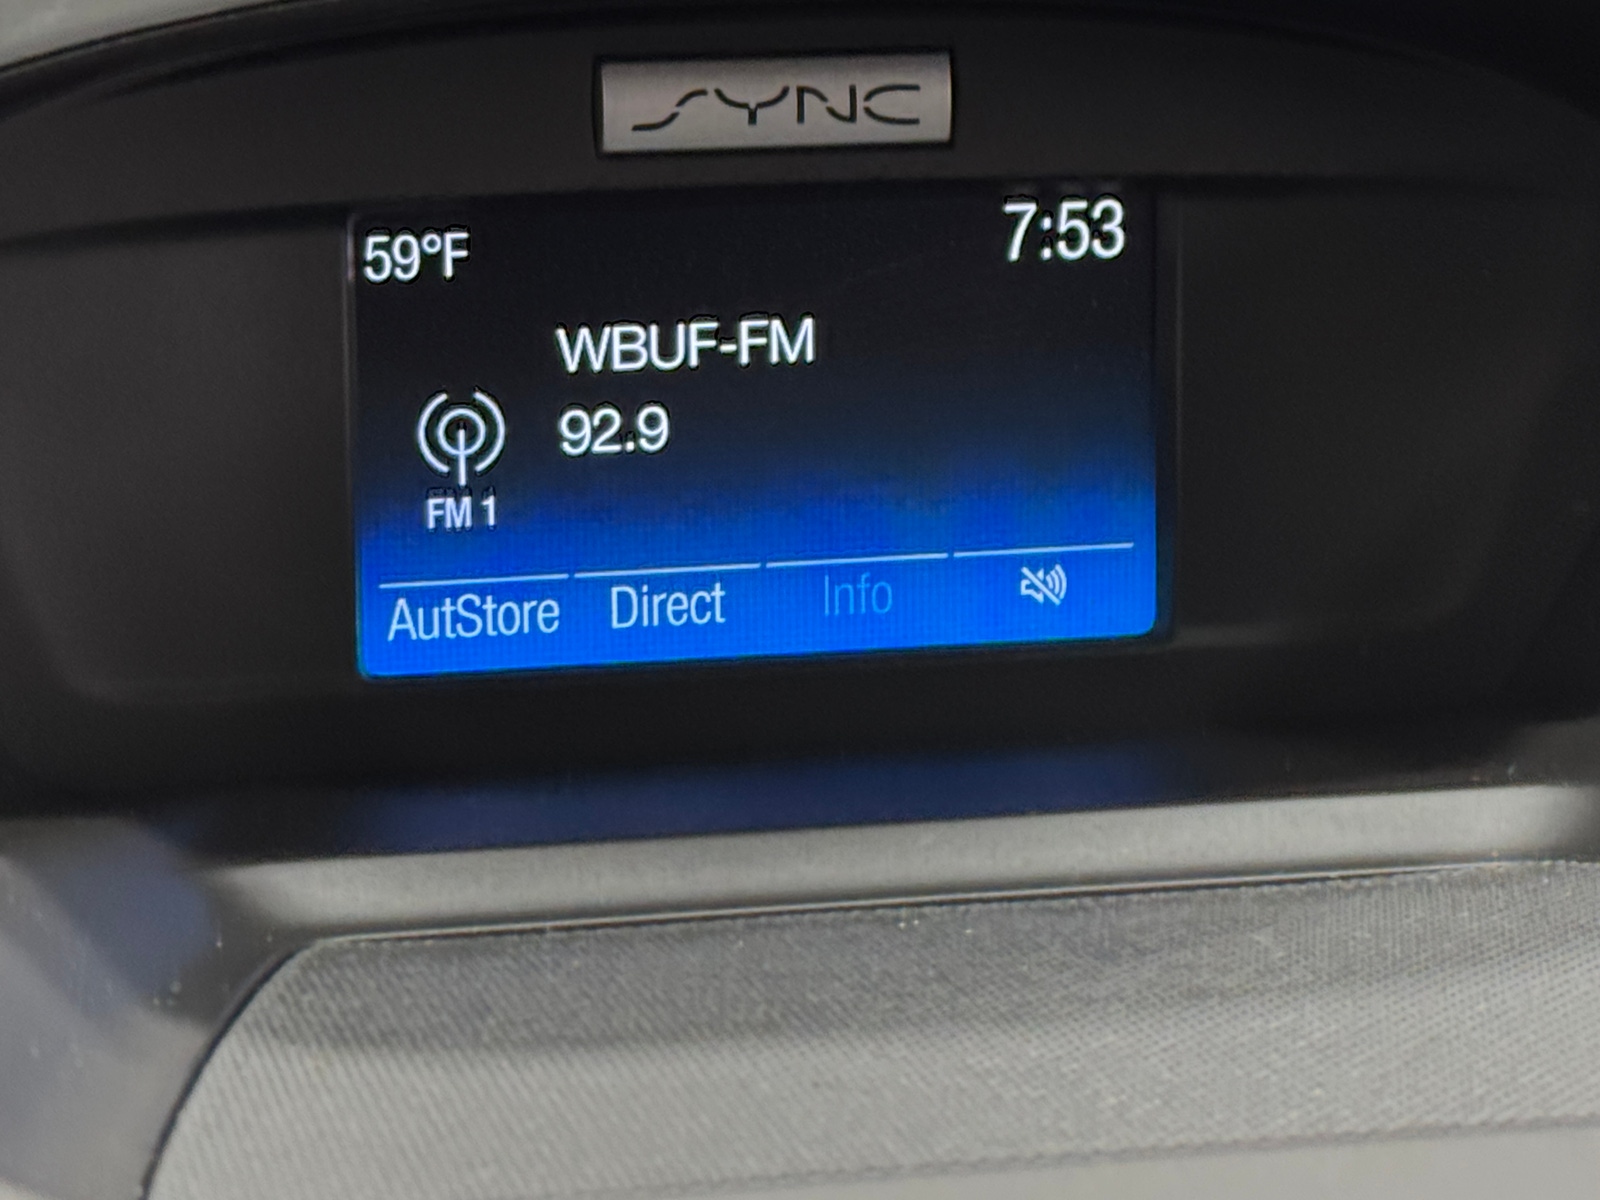 SYNC
59°F 7:53
WBUF-FM
92.9
FM 1
AutStore Direct Info